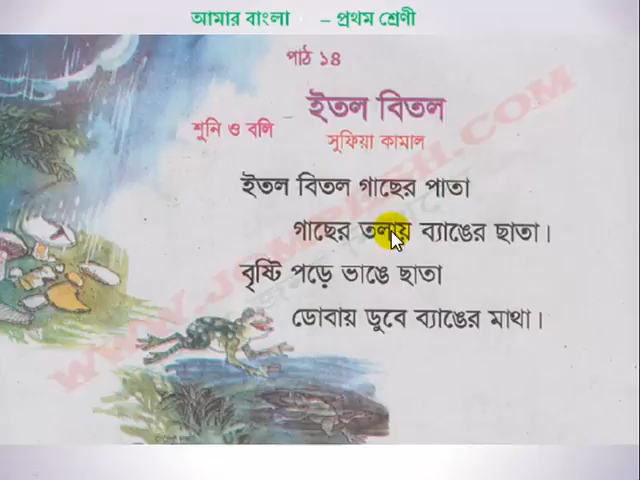 আমার বাংলা – প্রথম শ্রেণী
পাঠ ১৪
ইতল বিতল
শুনি ও বলি
সুফিয়া কামাল
ইতল বিতল গাছের পাতা
গাছের তলায় ব্যাঙের ছাতা।
বৃষ্টি পড়ে ভাঙে ছাতা
ডোবায় ডুবে ব্যাঙের মাথা।